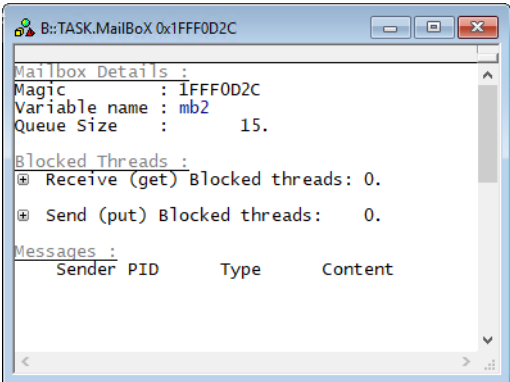 B::TASK.MailBoX 0x1FFF0D2C
Mailbox Details :
Magic : 1FFF0D2C
Variable name : mb2
Queue Size : 15.
Blocked Threads :
Receive (get) Blocked threads: 0.
Send (put) Blocked threads: 0.
Messages :
Sender PID Type Content